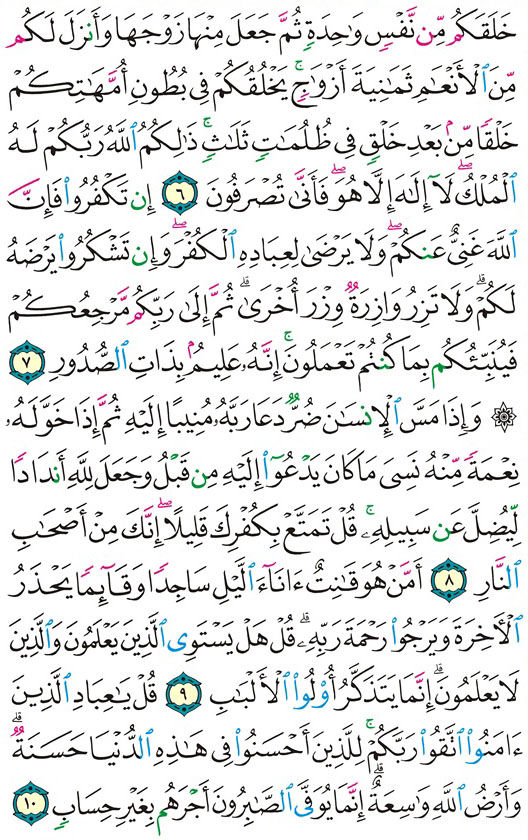 خَلَقَكُم مِّن نَّفْسٍ وَٰحِدَةٍ ثُمَّ جَعَلَ مِنْهَا زَوْجَهَا وَأَنزَلَ لَكُم
مِّنَ ٱلْأَنْعَٰمِ ثَمَٰنِيَةَ أَزْوَٰجٍ ۚ يَخْلُقُكُمْ فِى بُطُونِ أُمَّهَٰتِكُمْ
خَلْقًا مِّنۢ بَعْدِ خَلْقٍ فِى ظُلُمَٰتٍ ثَلَٰثٍ ۚ ذَٰلِكُمُ ٱللَّهُ رَبُّكُمْ لَهُ
ٱلْمُلْكُ ۖ لَآ إِلَٰهَ إِلَّا هُوَ ۖ فَأَنَّىٰ تُصْرَفُونَ ٦ إِن تَكْفُرُوا۟ فَإِنَّ
ٱللَّهَ غَنِىٌّ عَنكُمْ ۖ وَلَا يَرْضَىٰ لِعِبَادِهِ ٱلْكُفْرَ ۖ وَإِن تَشْكُرُوا۟ يَرْضَهُ
لَكُمْ ۗ وَلَا تَزِرُ وَازِرَةٌ وِزْرَ أُخْرَىٰ ۗ ثُمَّ إِلَىٰ رَبِّكُم مَّرْجِعُكُمْ
فَيُنَبِّئُكُم بِمَا كُنتُمْ تَعْمَلُونَ ۚ إِنَّهُۥ عَلِيمٌۢ بِذَاتِ ٱلصُّدُورِ ٧
۞ وَإِذَا مَسَّ ٱلْإِنسَٰنَ ضُرٌّ دَعَا رَبَّهُۥ مُنِيبًا إِلَيْهِ ثُمَّ إِذَا خَوَّلَهُۥ
نِعْمَةً مِّنْهُ نَسِىَ مَا كَانَ يَدْعُوٓا۟ إِلَيْهِ مِن قَبْلُ وَجَعَلَ لِلَّهِ أَندَادًا
لِّيُضِلَّ عَن سَبِيلِهِۦ ۚ قُلْ تَمَتَّعْ بِكُفْرِكَ قَلِيلًا ۖ إِنَّكَ مِنْ أَصْحَٰبِ
ٱلنَّارِ ٨ أَمَّنْ هُوَ قَٰنِتٌ ءَانَآءَ ٱلَّيْلِ سَاجِدًا وَقَآئِمًا يَحْذَرُ
ٱلْءَاخِرَةَ وَيَرْجُوا۟ رَحْمَةَ رَبِّهِۦ ۗ قُلْ هَلْ يَسْتَوِى ٱلَّذِينَ يَعْلَمُونَ وَٱلَّذِينَ
لَا يَعْلَمُونَ ۗ إِنَّمَا يَتَذَكَّرُ أُو۟لُوا۟ ٱلْأَلْبَٰبِ ٩ قُلْ يَٰعِبَادِ ٱلَّذِينَ
ءَامَنُوا۟ ٱتَّقُوا۟ رَبَّكُمْ ۚ لِلَّذِينَ أَحْسَنُوا۟ فِى هَٰذِهِ ٱلدُّنْيَا حَسَنَةٌ ۗ
وَأَرْضُ ٱللَّهِ وَٰسِعَةٌ ۗ إِنَّمَا يُوَفَّى ٱلصَّٰبِرُونَ أَجْرَهُم بِغَيْرِ حِسَابٍ ١٠